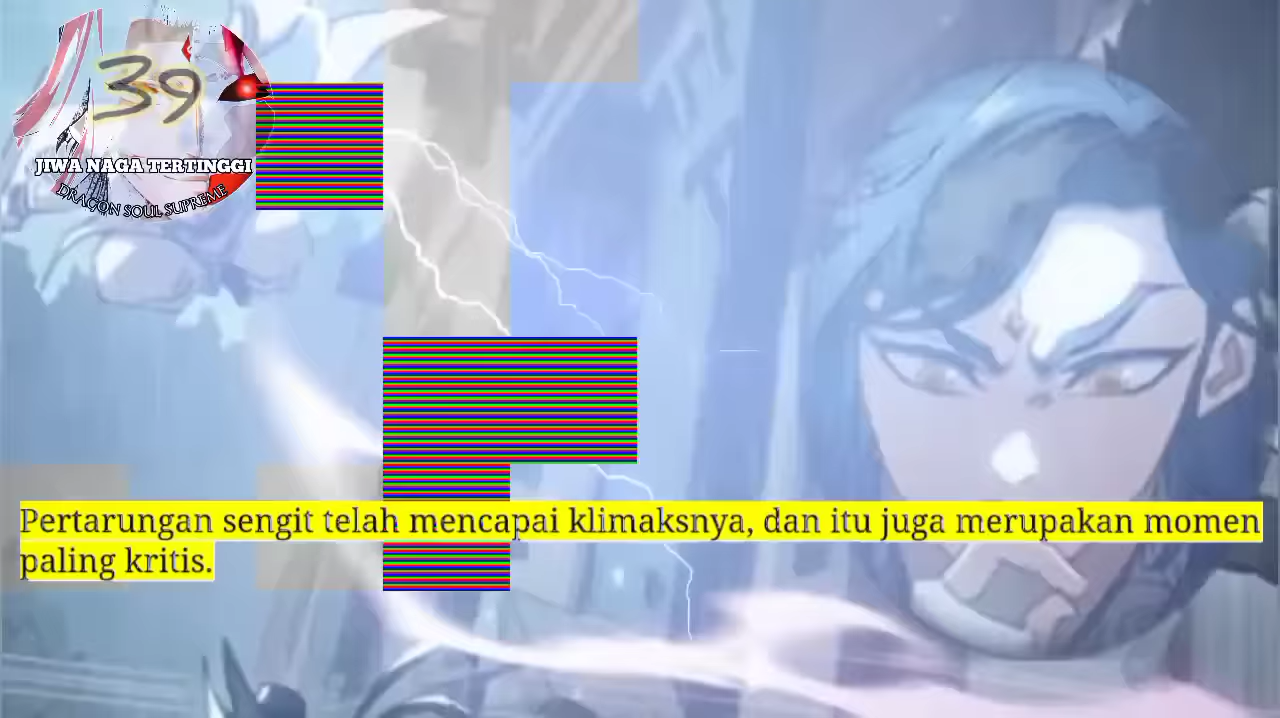 39
JIWA NAGA TERTINGGI
DRAGON SOUL SUPREME
Pertarungan sengit telah mencapai klimaksnya, dan itu juga merupakan momen
paling kritis.